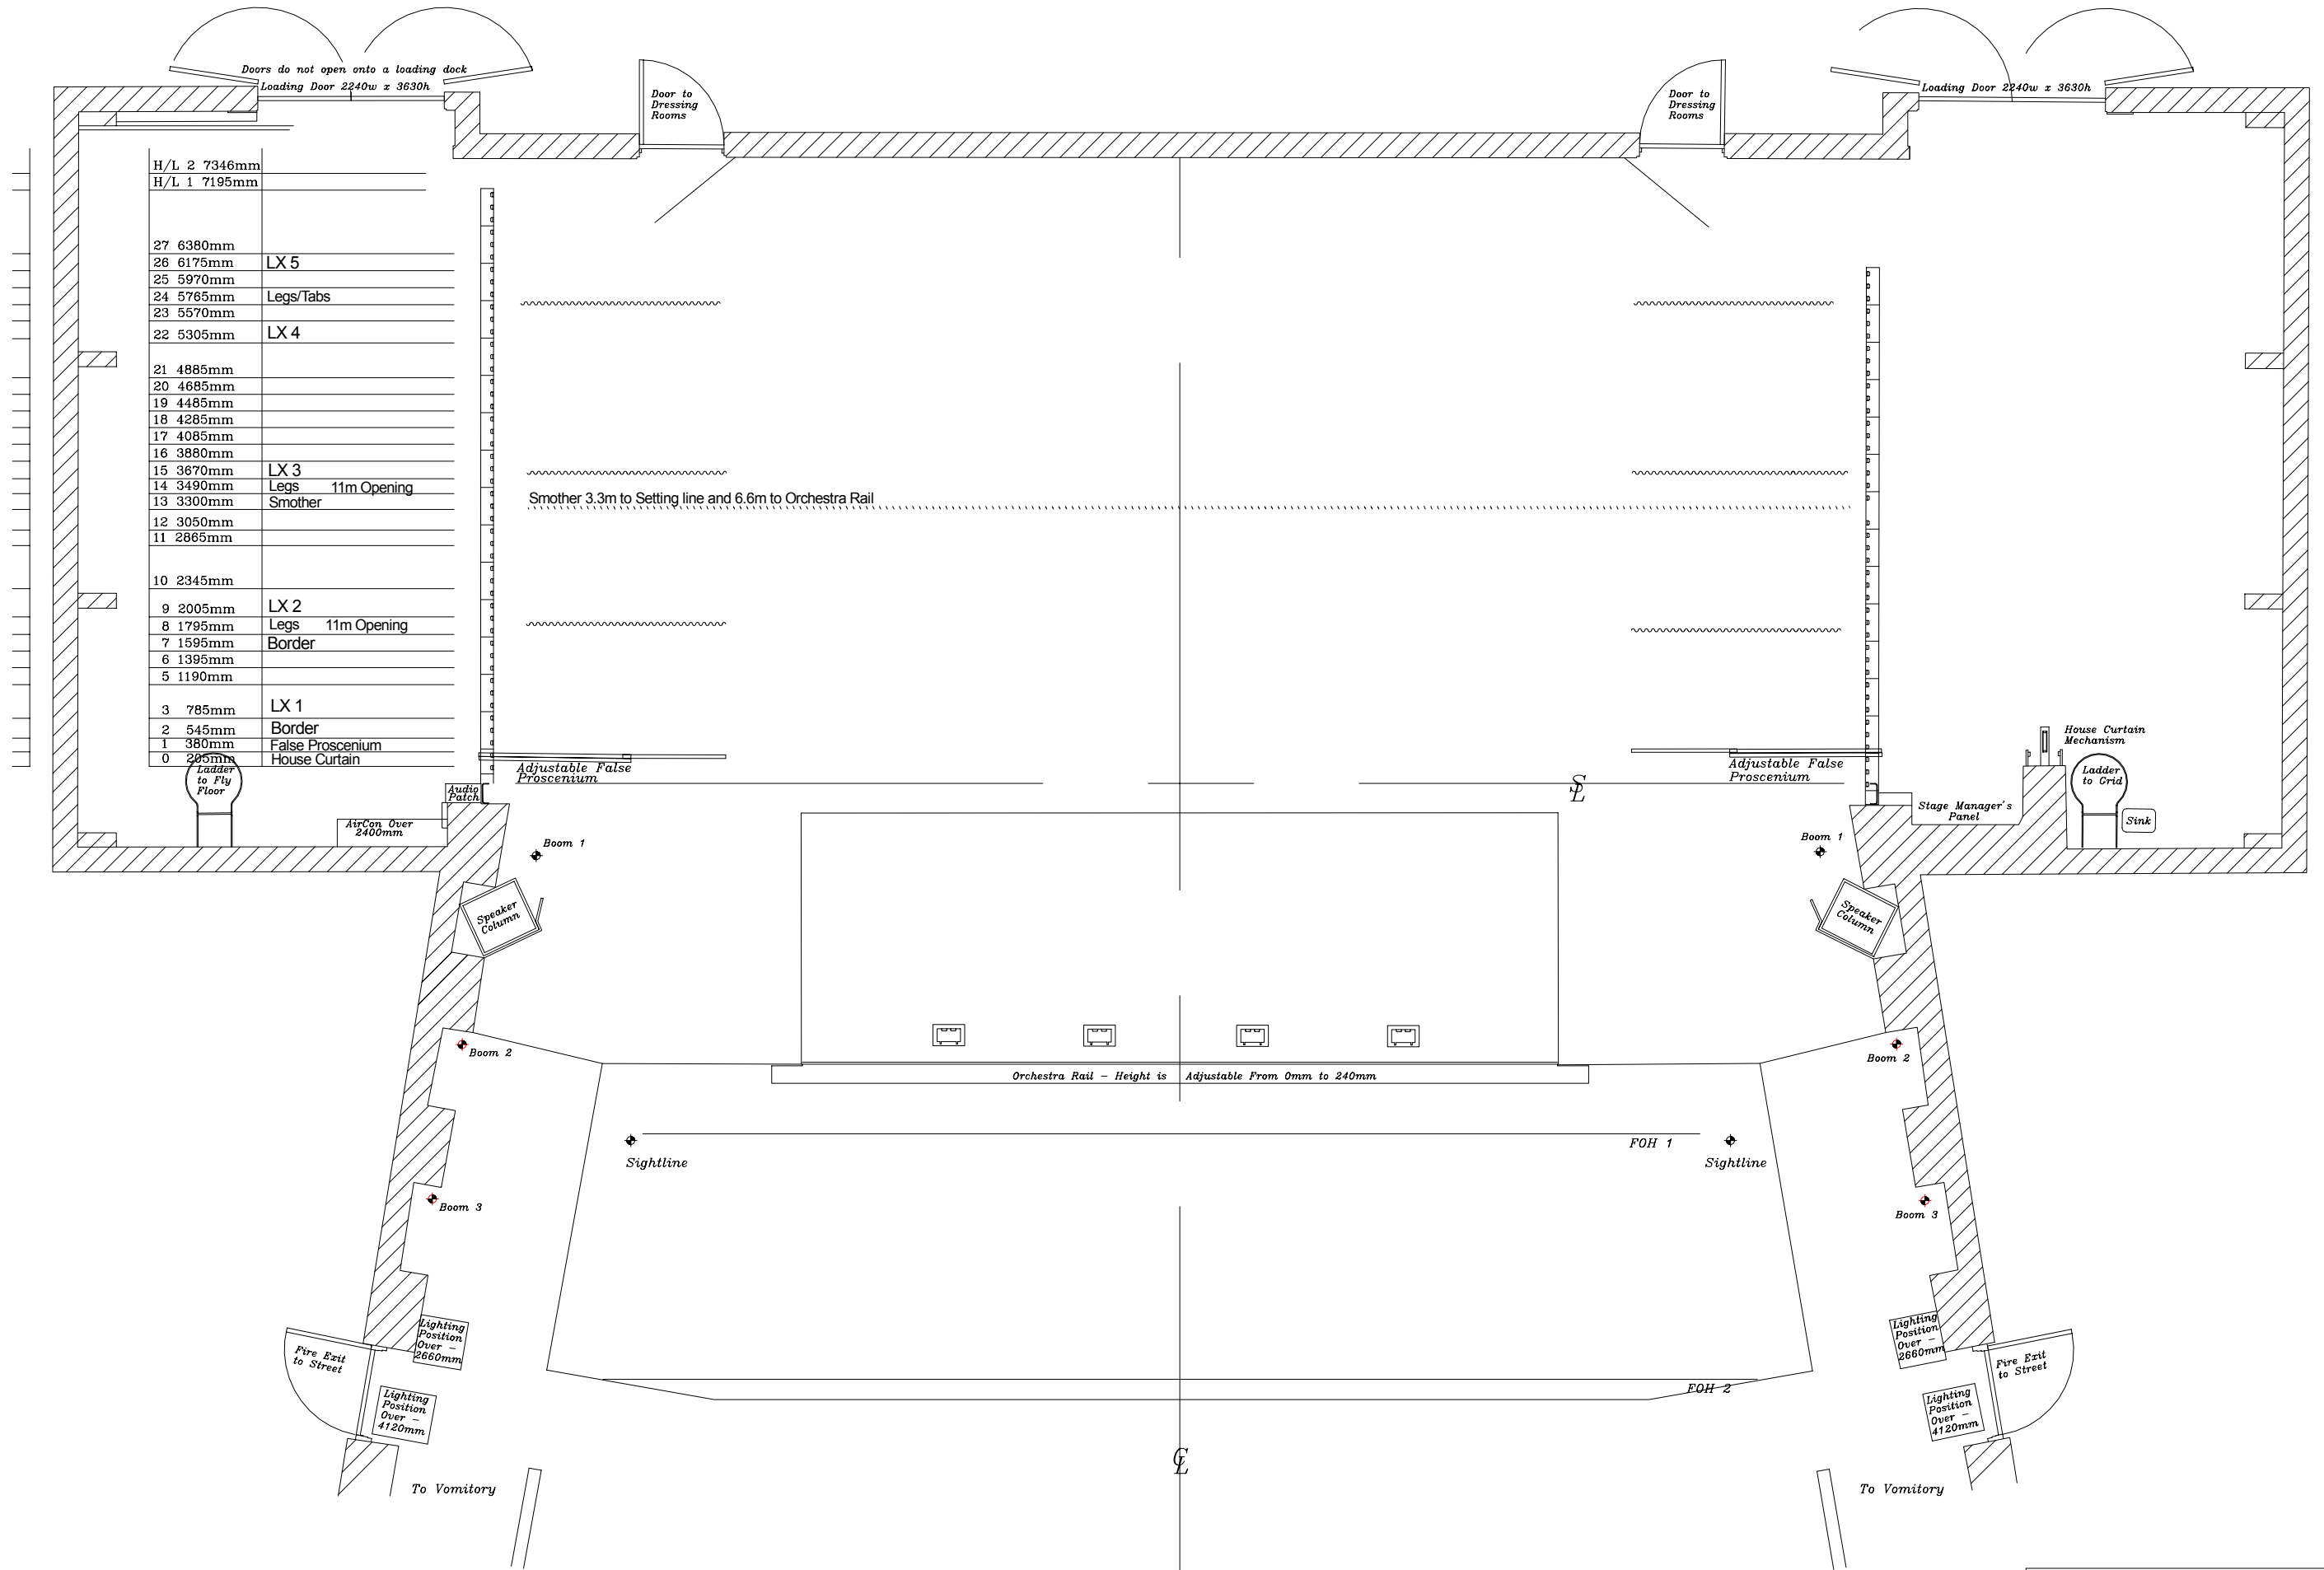 Doors do not open onto a loading dock
Loading Door 2240w x 3630h
Loading Door 2240w x 3630h
Door to
Dressing
Rooms
Door to
Dressing
Rooms
H/L 2 7346mm
H/L 1 7195mm
27 6380mm
26 6175mm LX 5
25 5970mm
24 5765mm Legs/Tabs
23 5570mm
22 5305mm LX 4
21 4885mm
20 4685mm
19 4485mm
18 4285mm
17 4085mm
16 3880mm
15 3670mm LX 3
14 3490mm Legs 11m Opening
13 3300mm Smother
12 3050mm
11 2865mm
10 2345mm
9 2005mm LX 2
8 1795mm Legs 11m Opening
7 1595mm Border
6 1395mm
5 1190mm
3 785mm LX 1
2 545mm Border
1 380mm False Proscenium
0 205mm House Curtain
Smother 3.3m to Setting line and 6.6m to Orchestra Rail
Ladder
to Fly
Floor
Audio
Patch
AirCon Over
2400mm
Adjustable False
Proscenium
SL
Adjustable False
Proscenium
House Curtain
Mechanism
Ladder
to Grid
Stage Manager's
Panel
Sink
Boom 1
Boom 1
Speaker
Column
Speaker
Column
Boom 2
Boom 2
Orchestra Rail - Height is Adjustable From 0mm to 240mm
FOH 1
Sightline
Sightline
Boom 3
Boom 3
Lighting
Position
Over -
2660mm
Lighting
Position
Over -
2660mm
Fire Exit
to Street
Fire Exit
to Street
FOH 2
Lighting
Position
Over -
4120mm
Lighting
Position
Over -
4120mm
CL
To Vomitory
To Vomitory